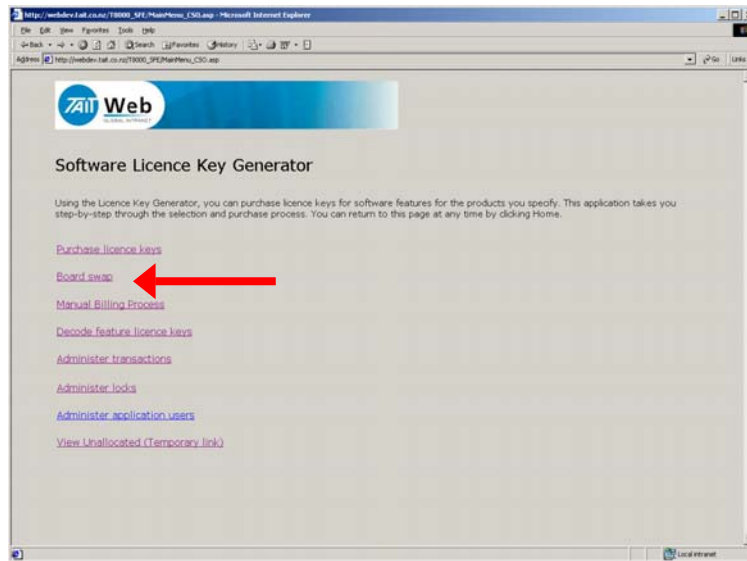 http://webdev.tait.co.nz/T8000_SFE/MainMenu_CSO.asp - Microsoft Internet Explorer
File Edit View Favorites Tools Help
Back Search Favorites History
Address http://webdev.tait.co.nz/T8000_SFE/MainMenu_CSO.asp Go Links
TAIT Web
GLOBAL INTRANET
Software Licence Key Generator
Using the Licence Key Generator, you can purchase licence keys for software features for the products you specify. This application takes you
step-by-step through the selection and purchase process. You can return to this page at any time by clicking Home.
Purchase licence keys
Board swap
Manual Billing Process
Decode feature licence keys
Administer transactions
Administer locks
Administer application users
View Unallocated (Temporary link)
Local intranet